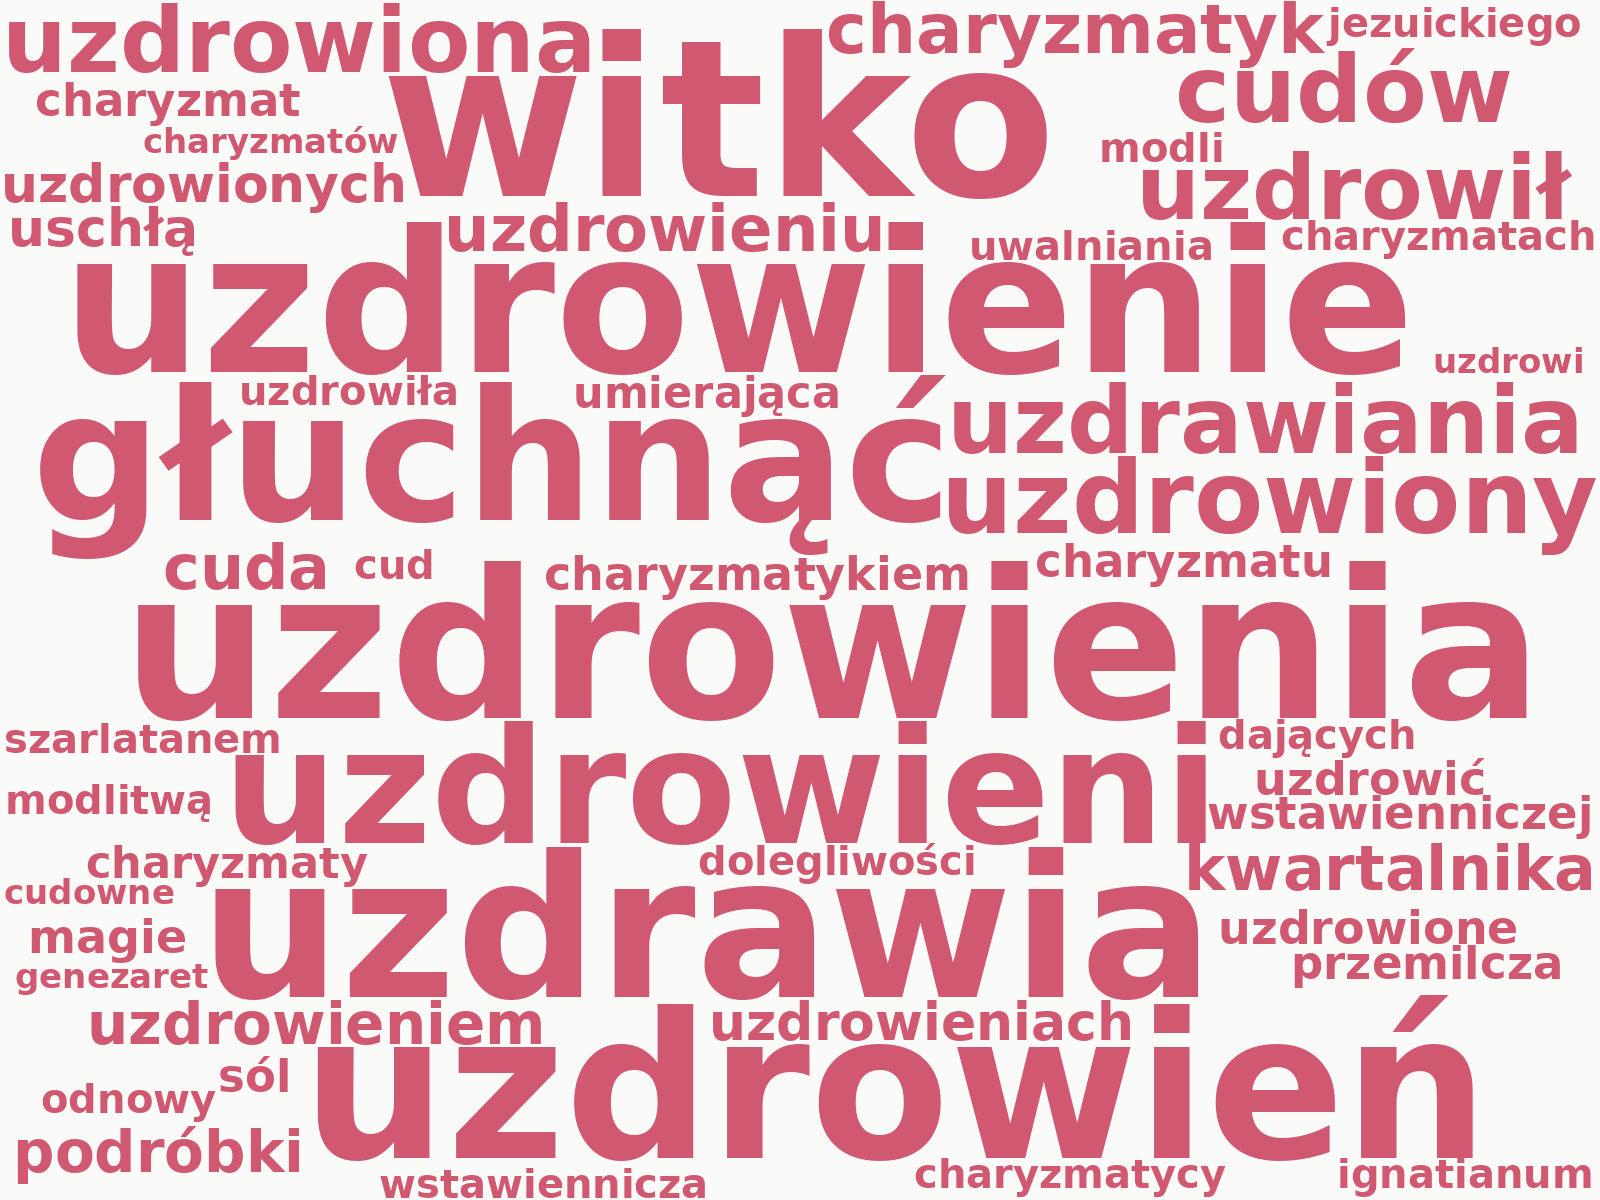 uzdrowiona
charyzmatyk
jezuickiego
witko
cudów
charyzmat
charyzmatów
modli
uzdrowionych
uzdrowił
uschłą
uzdrowieniu
uwalniania
charyzmatach
uzdrowienie
uzdrowi
uzdrowiła
umierająca
uzdrawiania
głuchnąć
uzdrowiony
cuda
cud
charyzmatykiem
charyzmatu
uzdrowienia
szarlatanem
dających
uzdrowieni
uzdrowić
modlitwą
wstawienniczej
charyzmaty
dolegliwości
kwartalnika
cudowne
uzdrawia
magie
uzdrowione
genezaret
przemilcza
uzdrowieniem
uzdrowieniach
uzdrowień
sól
odnowy
podróbki
wstawiennicza
charyzmatycy
ignatianum